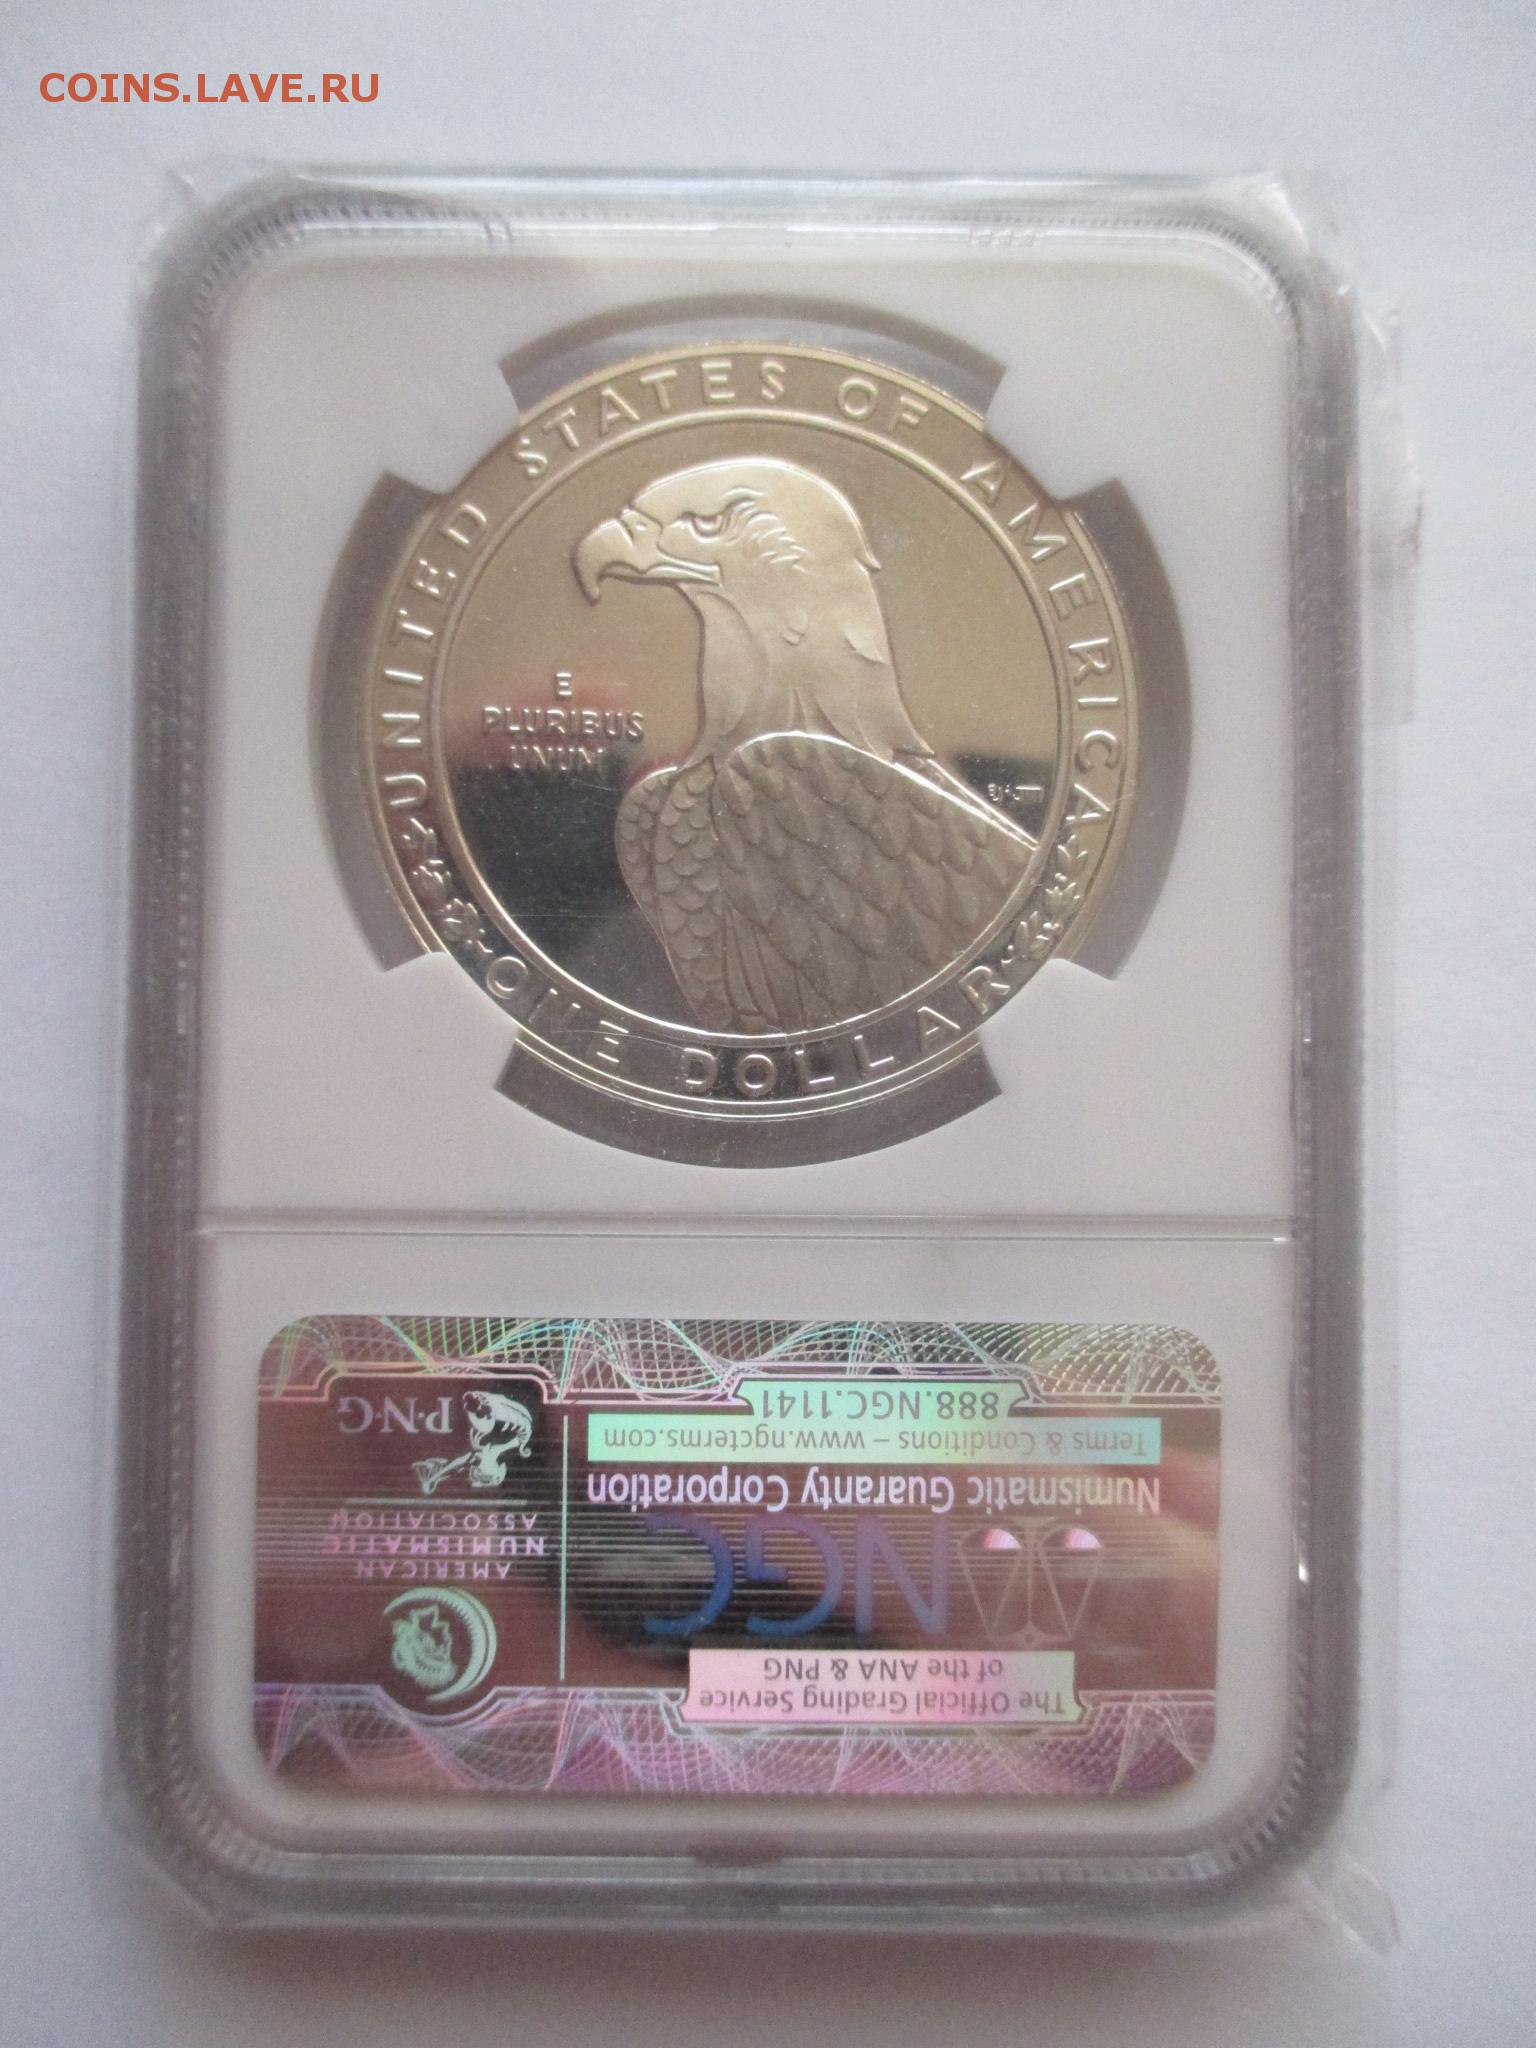 COINS.LAVE.RU
UNITED STATES OF AMERICA
E
PLURIBUS
UNUM
ONE DOLLAR
The Official Grading Service
of the ANA & PNG
NGC
Numismatic Guaranty Corporation
Terms & Conditions – www.ngcterms.com
888.NGC.1141
AMERICAN
NUMISMATIC
ASSOCIATION
P·N·G